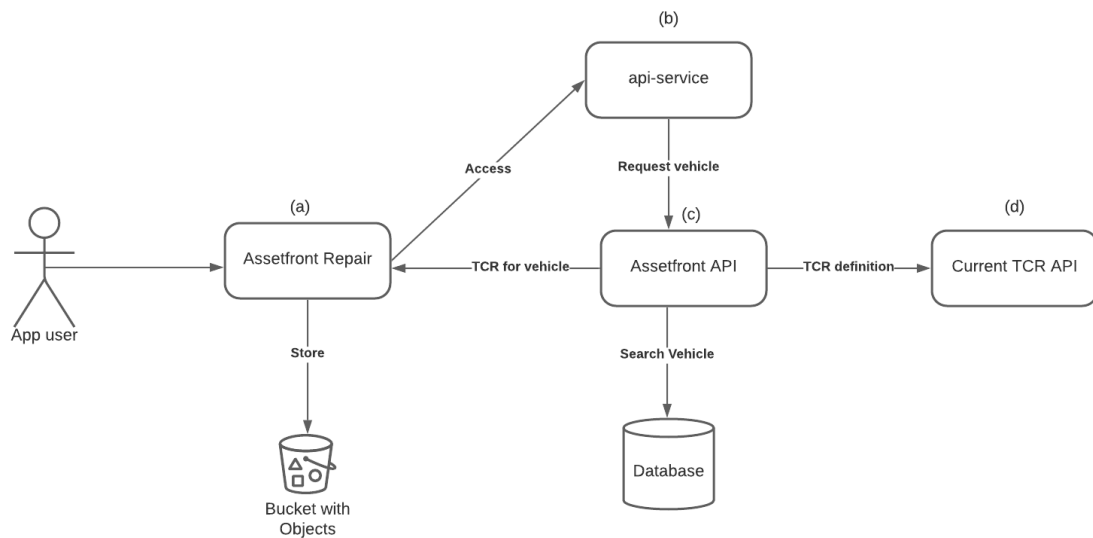 (b)
api-service
Access
Request vehicle
(a)
(c)
(d)
Assetfront Repair
TCR for vehicle
Assetfront API
TCR definition
Current TCR API
App user
Store
Search Vehicle
Database
Bucket with
Objects